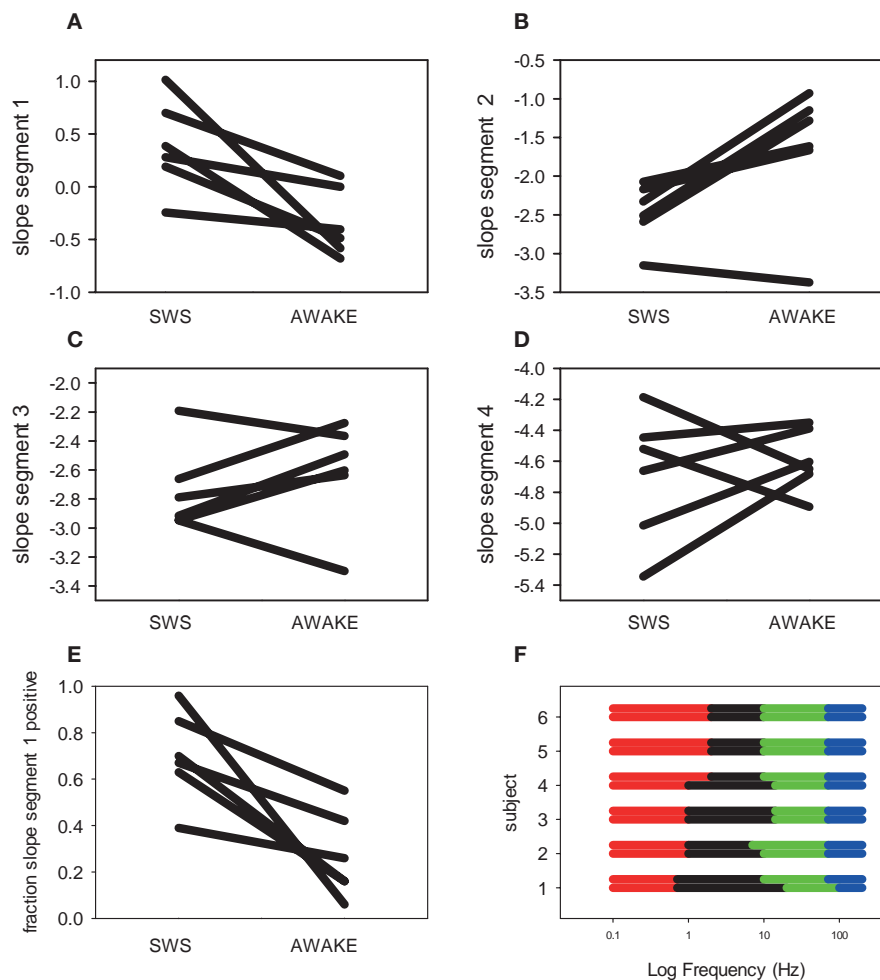 A
slope segment 1
1.0
0.5
0.0
-0.5
-1.0
SWS
AWAKE
B
slope segment 2
-0.5
-1.0
-1.5
-2.0
-2.5
-3.0
-3.5
SWS
AWAKE
C
slope segment 3
-2.0
-2.2
-2.4
-2.6
-2.8
-3.0
-3.2
-3.4
SWS
AWAKE
D
slope segment 4
-4.0
-4.2
-4.4
-4.6
-4.8
-5.0
-5.2
-5.4
SWS
AWAKE
E
fraction slope segment 1 positive
1.0
0.8
0.6
0.4
0.2
0.0
SWS
AWAKE
F
subject
6
5
4
3
2
1
0.1
1
10
100
Log Frequency (Hz)